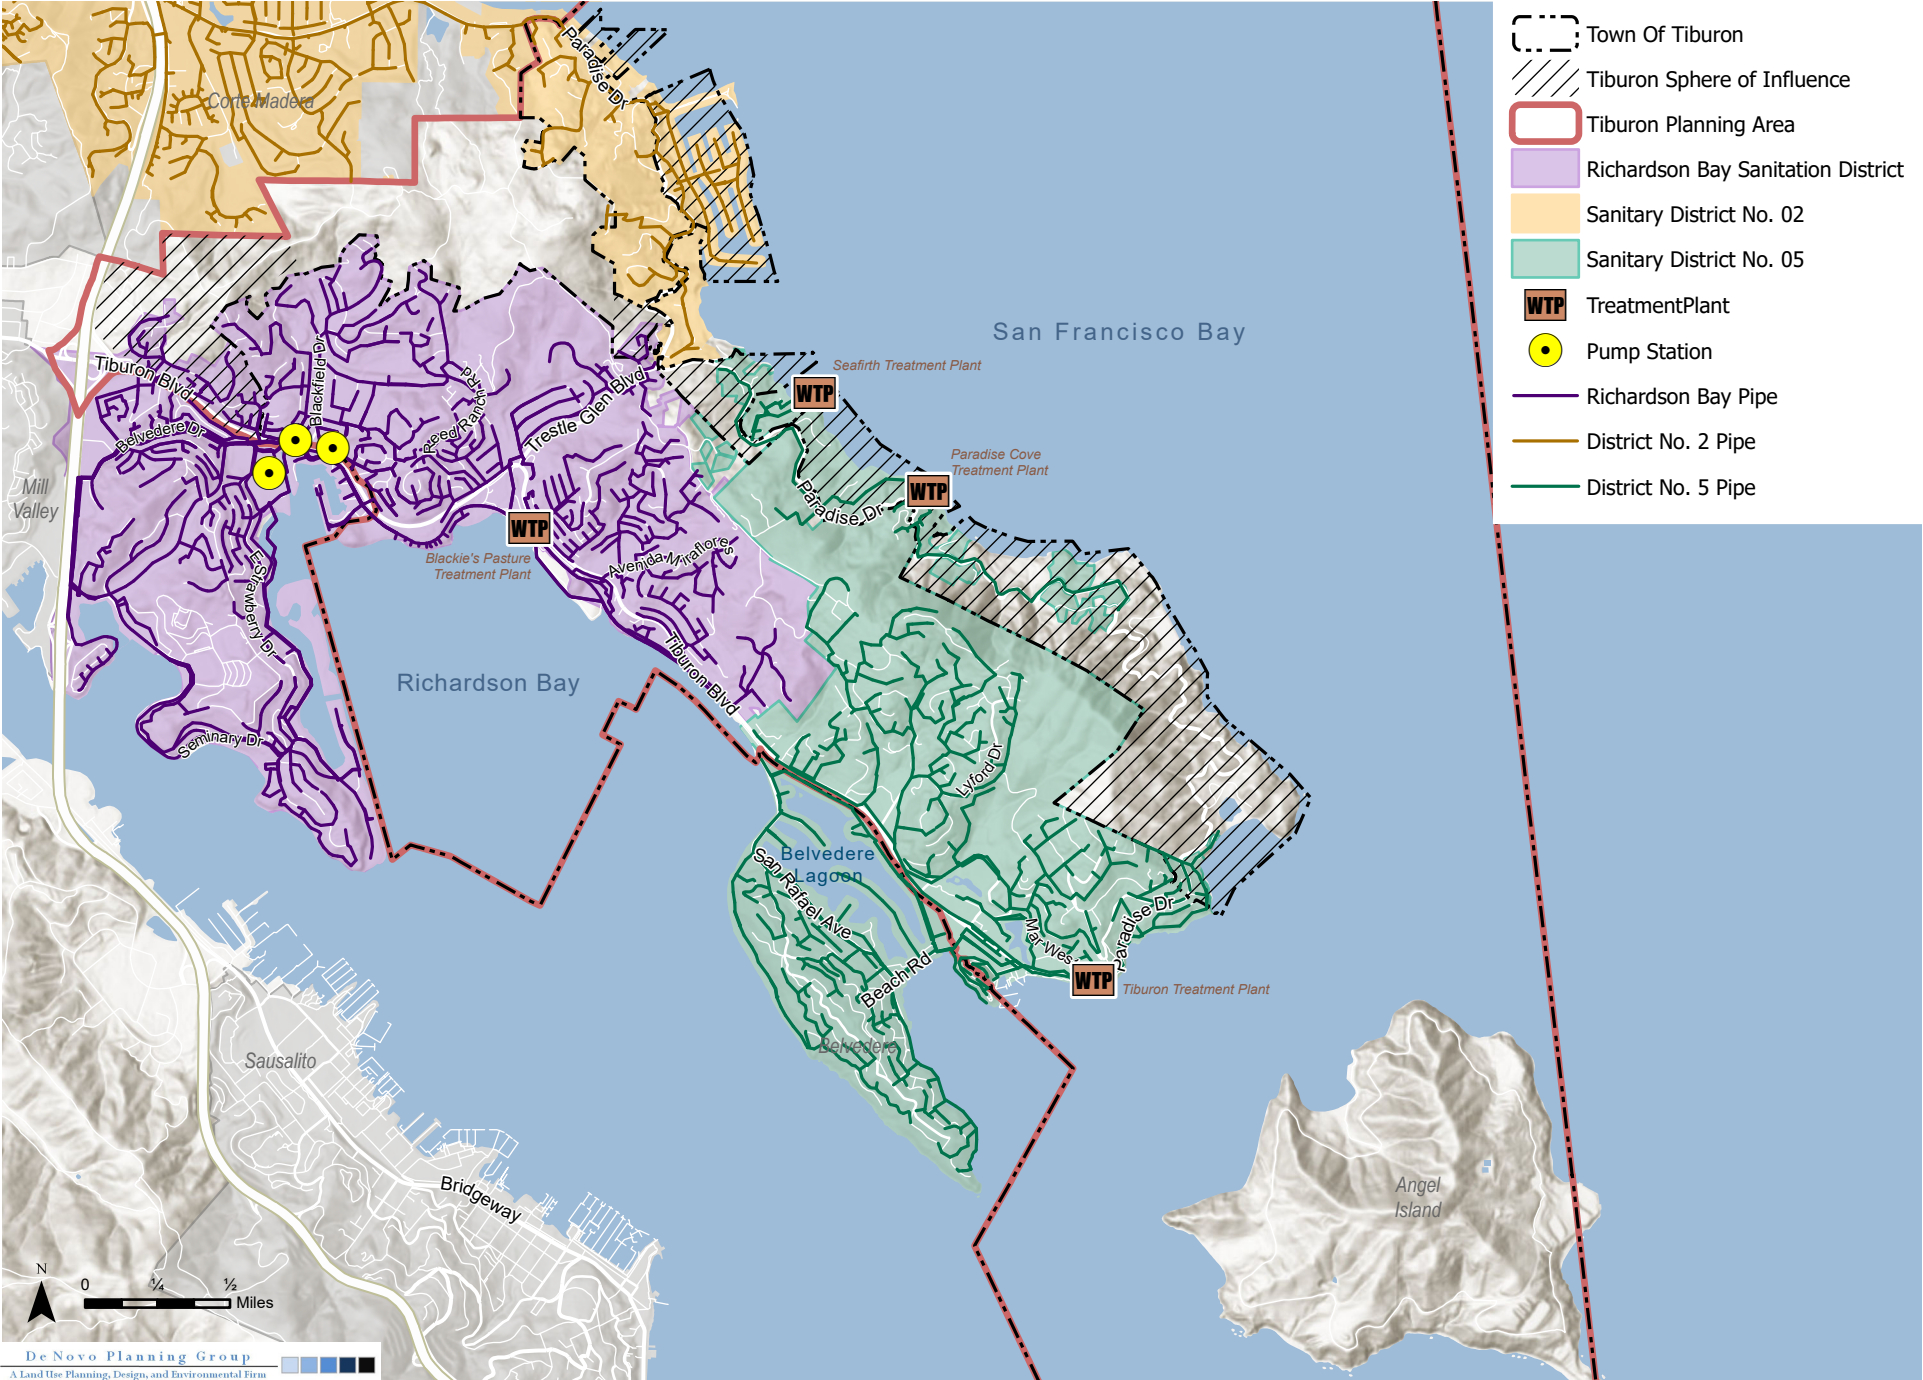 Town Of Tiburon
Tiburon Sphere of Influence
Tiburon Planning Area
Richardson Bay Sanitation District
Sanitary District No. 02
Sanitary District No. 05
WTP
TreatmentPlant
Pump Station
Richardson Bay Pipe
District No. 2 Pipe
District No. 5 Pipe
Paradise Dr
Corte Madera
San Francisco Bay
Seafirth Treatment Plant
WTP
Tiburon Blvd
Blackfield Dr
Reed Ranch Rd
Trestle Glen Blvd
Belvedere Dr
Paradise Cove
Treatment Plant
WTP
Paradise Dr
Mill
Valley
WTP
Blackie's Pasture
Treatment Plant
Avenida Miraflores
E Strawberry Dr
Tiburon Blvd
Richardson Bay
Seminary Dr
Lyford Dr
Belvedere
Lagoon
San Rafael Ave
Mar Wes
Paradise Dr
Beach Rd
WTP
Tiburon Treatment Plant
Belvedere
Sausalito
Bridgeway
Angel
Island
N
0 ¼ ½
Miles
De Novo Planning Group
A Land Use Planning, Design, and Environmental Firm